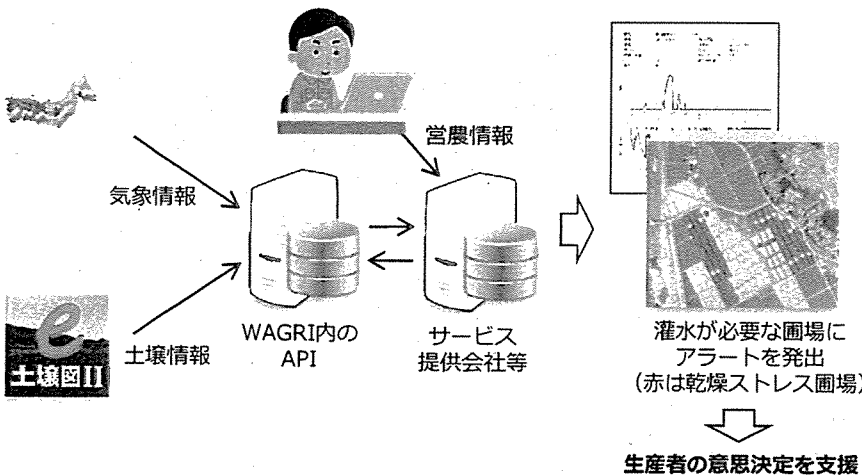 営農情報
気象情報
e
土壌図II
土壌情報
WAGRI内の
API
サービス
提供会社等
灌水が必要な圃場に
アラートを発出
(赤は乾燥ストレス圃場)
生産者の意思決定を支援